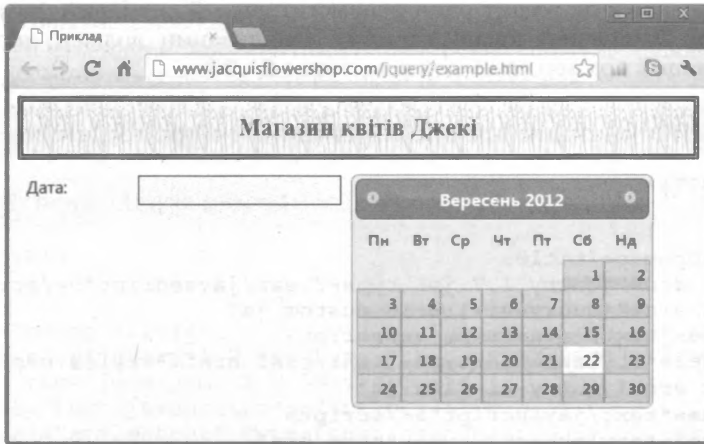 Приклад
www.jacquisflowershop.com/jquery/example.html
Магазин квітів Джекі
Дата:
Вересень 2012
Пн Вт Ср Чт Пт Сб Нд
1 2
3 4 5 6 7 8 9
10 11 12 13 14 15 16
17 18 19 20 21 22 23
24 25 26 27 28 29 30